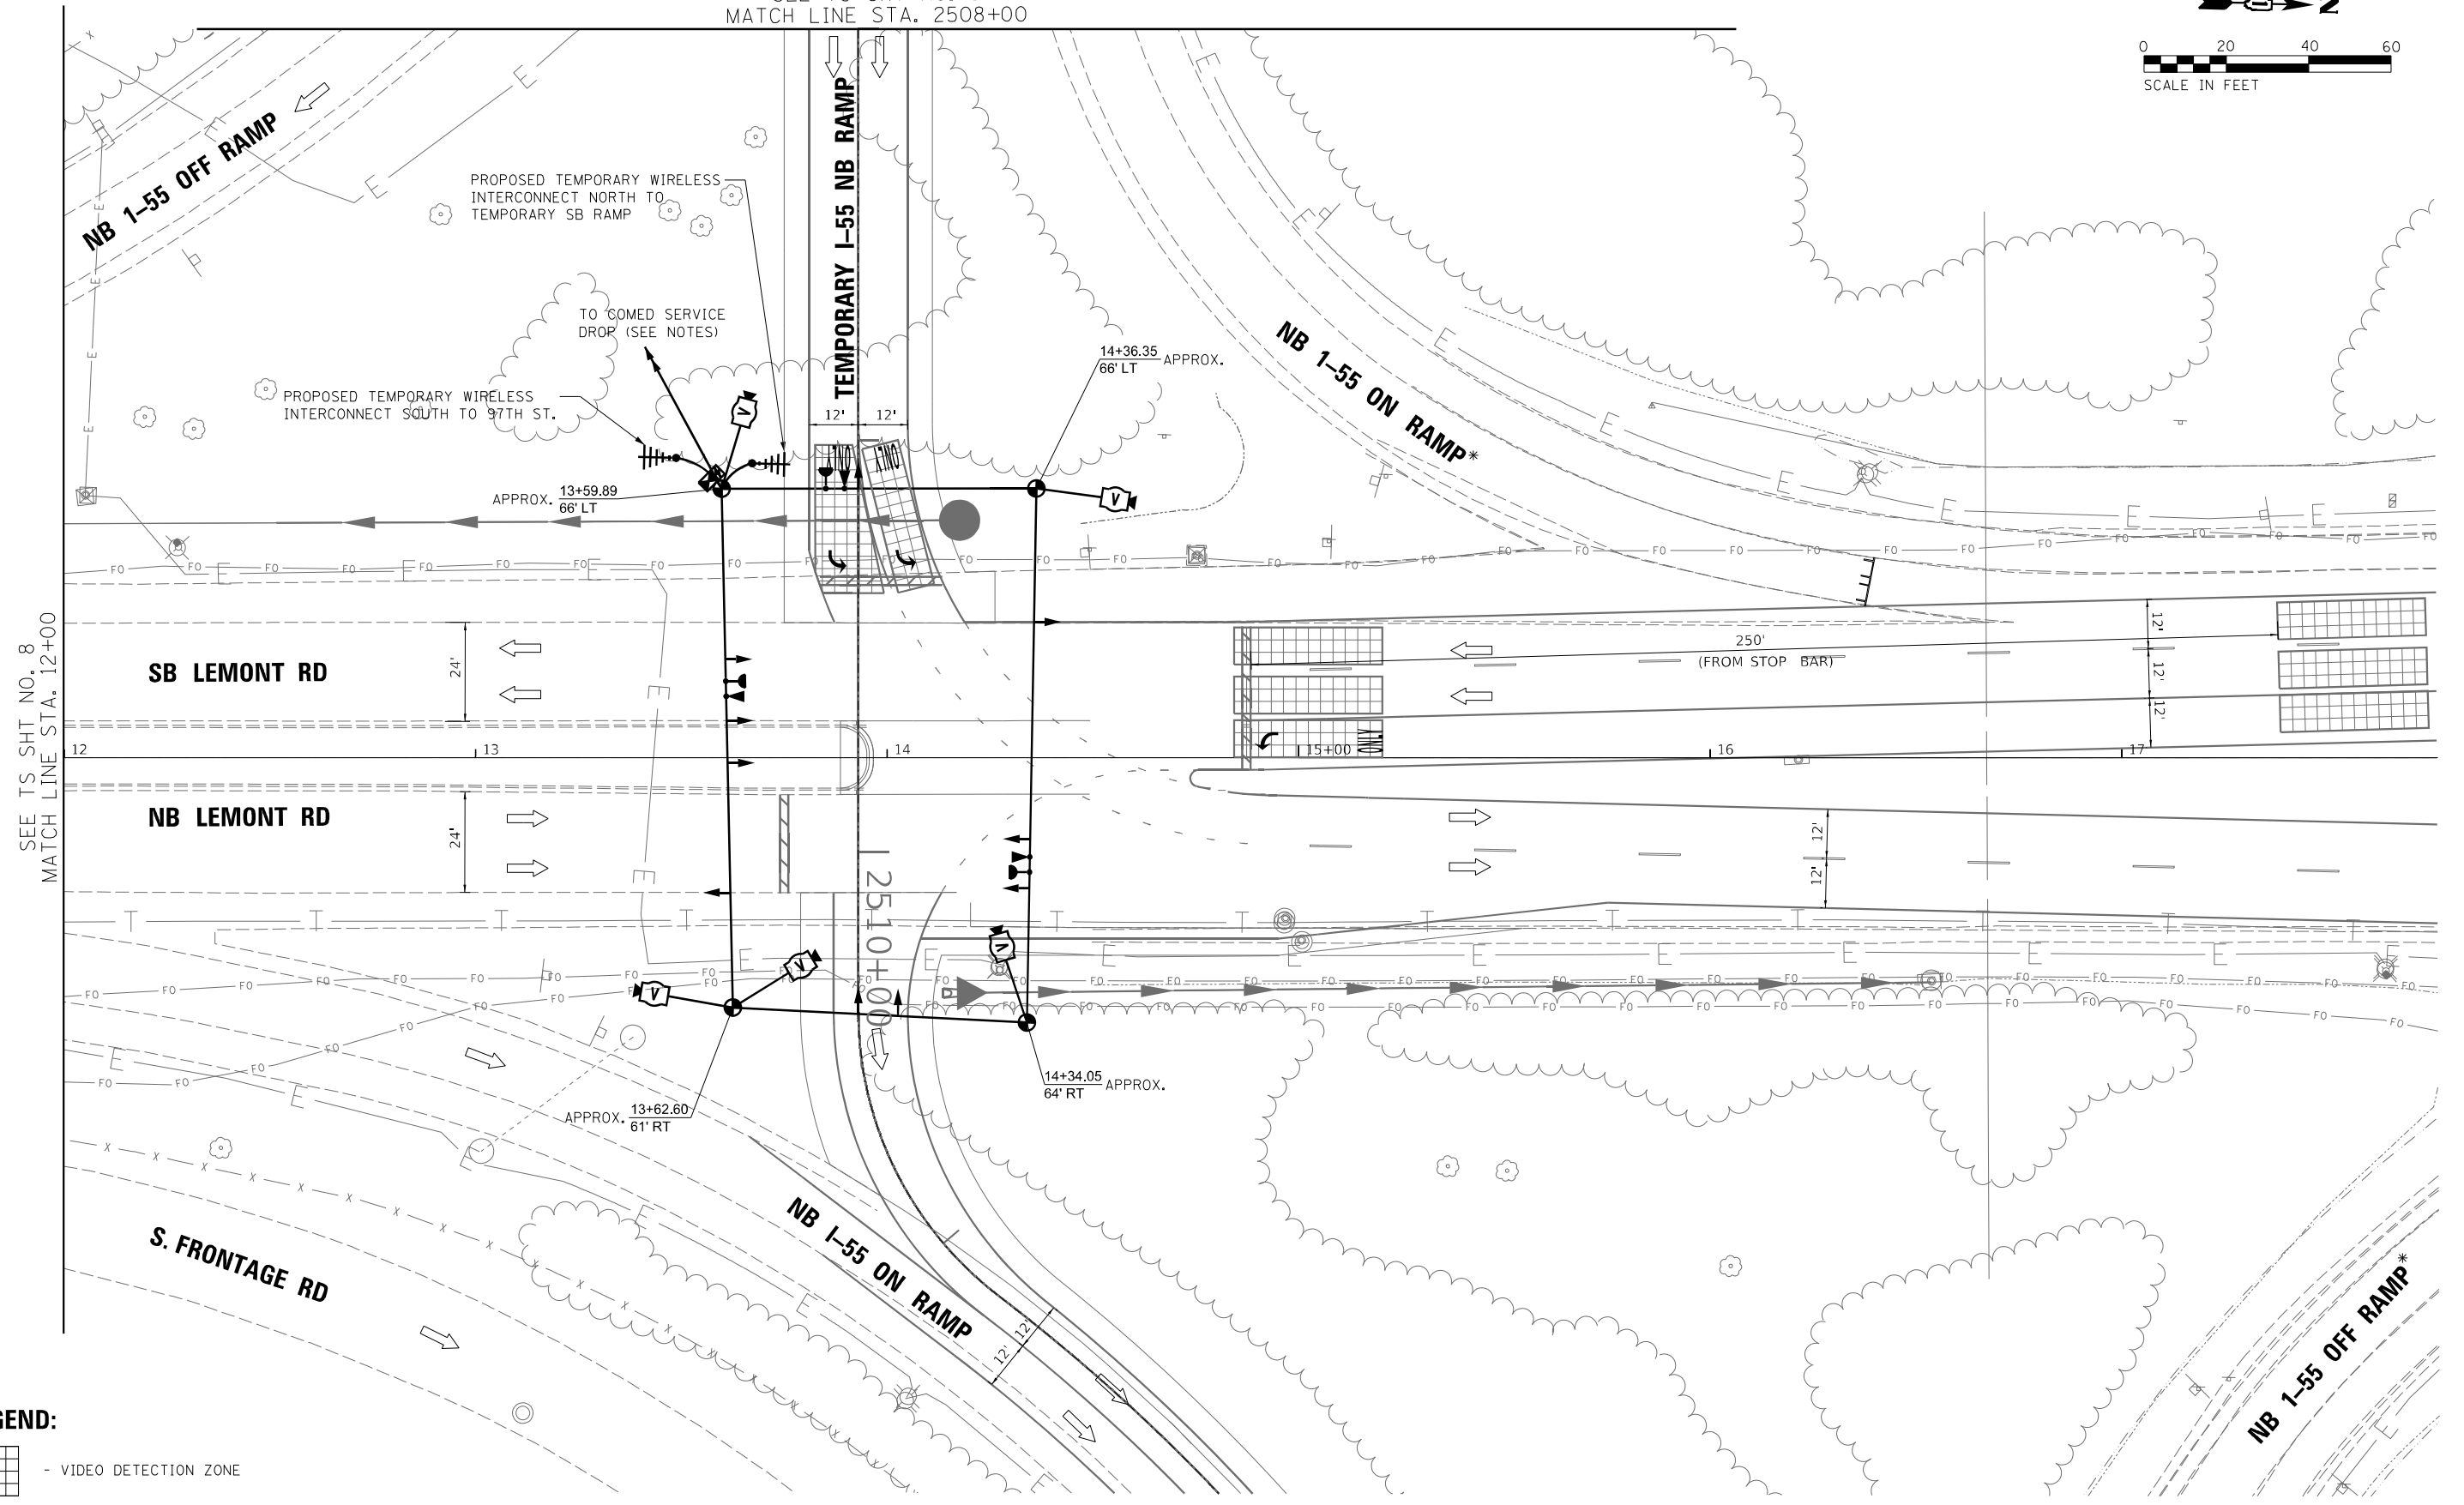 MATCH LINE STA. 2508+00
N
0 20 40 60
SCALE IN FEET
NB I-55 OFF RAMP
PROPOSED TEMPORARY WIRELESS
INTERCONNECT NORTH TO
TEMPORARY SB RAMP
TEMPORARY I-55 NB RAMP
TO COMED SERVICE
DROP (SEE NOTES)
PROPOSED TEMPORARY WIRELESS
INTERCONNECT SOUTH TO 97TH ST.
12' 12'
14+36.35
66' LT
APPROX.
NB I-55 ON RAMP*
APPROX.
13+59.89
66' LT
ONLY ONLY
SEE TS SHT NO. 8
MATCH LINE STA. 12+00
SB LEMONT RD
24'
250'
(FROM STOP BAR)
12'
12'
12'
ONLY
12 13 14 15+00 16 17
NB LEMONT RD
24'
12'
12'
2510+00
14+34.05
64' RT
APPROX.
APPROX.
13+62.60
61' RT
S. FRONTAGE RD
NB I-55 ON RAMP
12'
12'
NB I-55 OFF RAMP*
GEND:
- VIDEO DETECTION ZONE